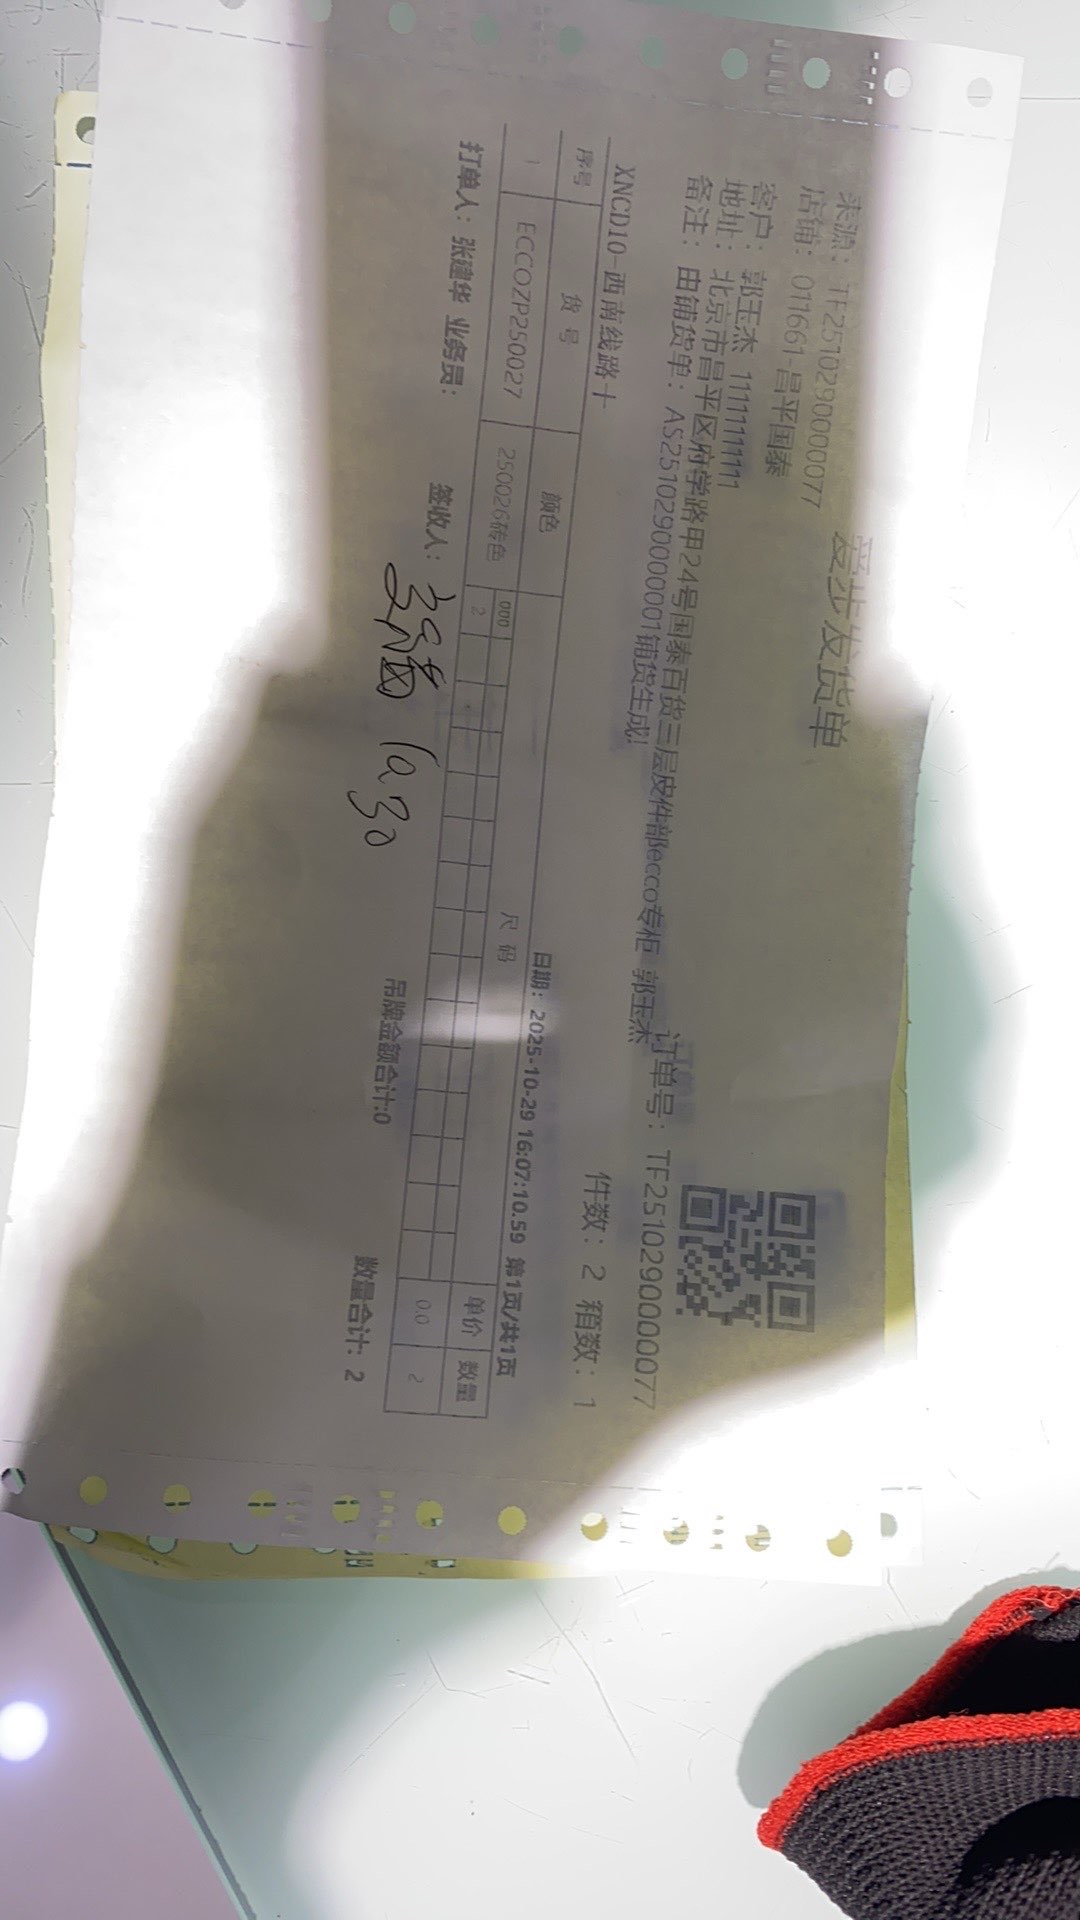 爱步发货单
来源：TF25102900000​77
店铺：011661-昌平国泰
订单号：TF2510290000077
客户：郭玉杰 11111111111
地址：北京市昌平区府学路甲24号国泰百货三层皮件部ecco专柜 郭玉杰
备注：由铺货单：AS2510290000001铺货生成!
件数：2 箱数：1
XNCD10-西南线路十
日期：2025-10-29 16:07:10.59 第1页/共1页
序号 货号 颜色 尺码 单价 数量
000
1 ECCOZP250027 250026砖色 2 0.0 2
打单人：张建华 业务员： 签收人： 吊牌金额合计:0 数量合计：2
10.30